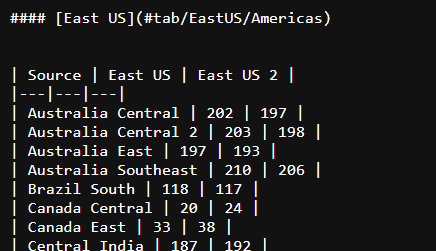 #### [East US](#tab/EastUS/Americas)
| Source | East US | East US 2 |
|---|---|---|
| Australia Central | 202 | 197 |
| Australia Central 2 | 203 | 198 |
| Australia East | 197 | 193 |
| Australia Southeast | 210 | 206 |
| Brazil South | 118 | 117 |
| Canada Central | 20 | 24 |
| Canada East | 33 | 38 |
| Central India | 187 | 192 |